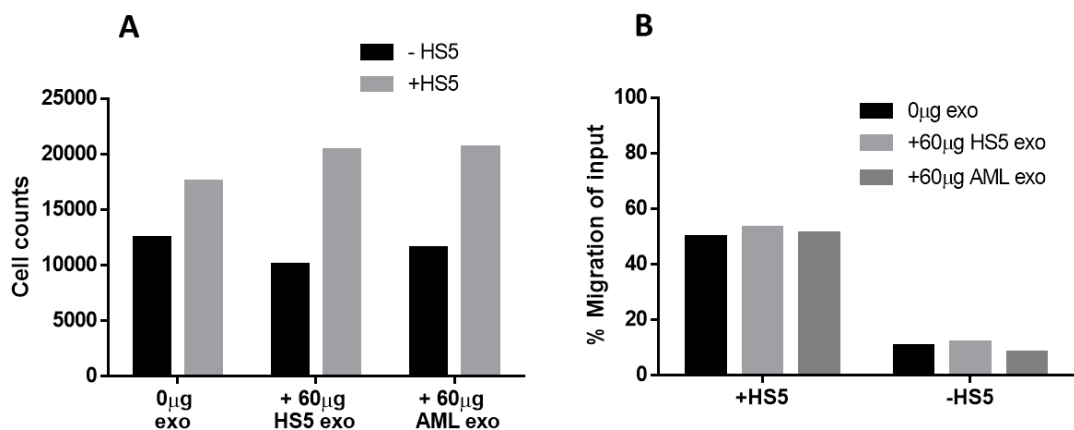 A
- HS5
+HS5
Cell counts
25000
20000
15000
10000
5000
0
0µg
exo
+ 60µg
HS5 exo
+ 60µg
AML exo
B
0µg exo
+60µg HS5 exo
+60µg AML exo
% Migration of input
100
80
60
40
20
0
+HS5
-HS5